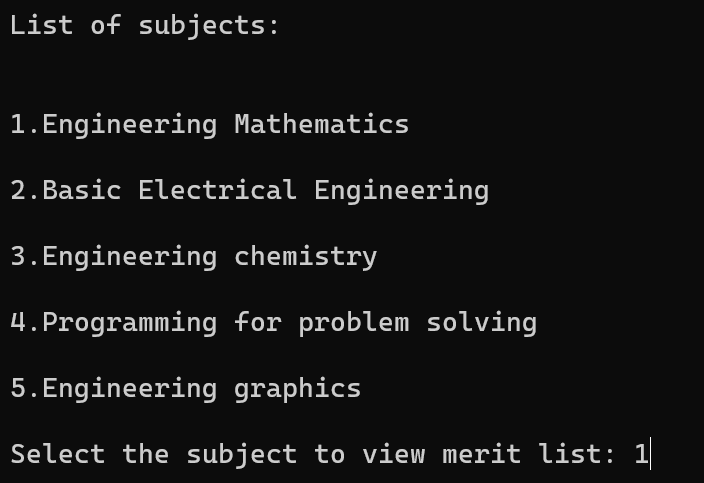 List of subjects:
1.Engineering Mathematics
2.Basic Electrical Engineering
3.Engineering chemistry
4.Programming for problem solving
5.Engineering graphics
Select the subject to view merit list: 1